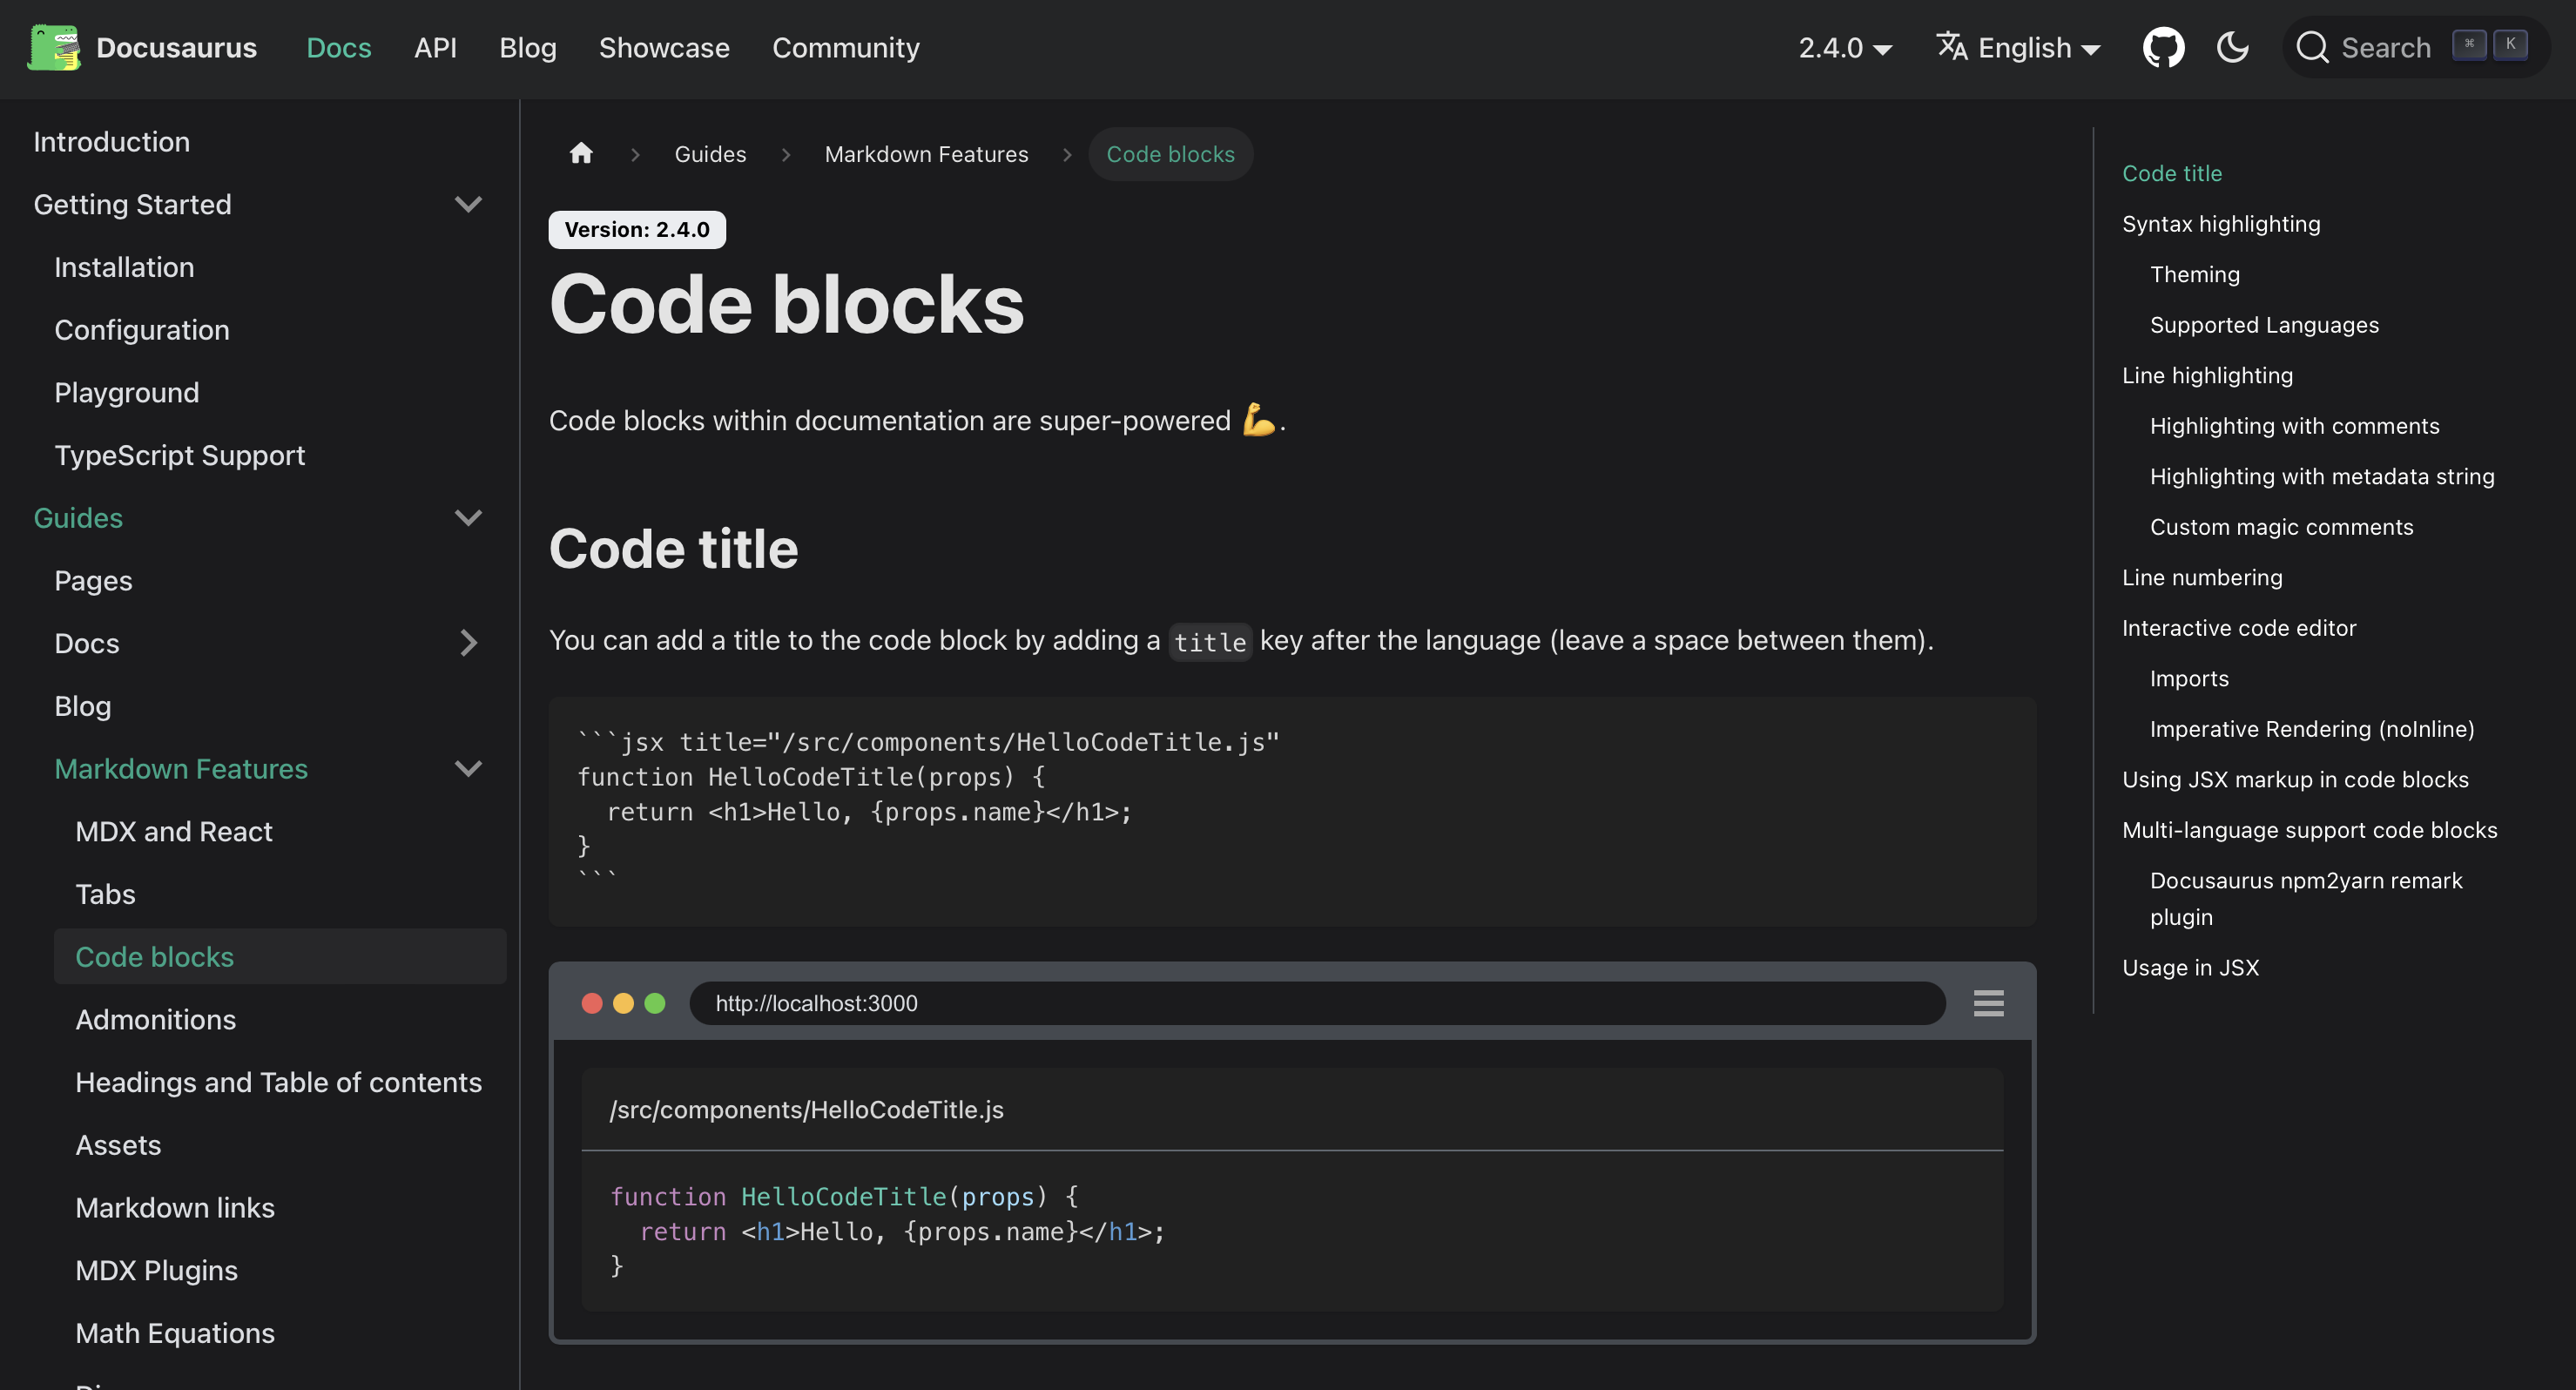 Docusaurus Docs API Blog Showcase Community 2.4.0 English Search ⌘ K
Introduction
Getting Started
Installation
Configuration
Playground
TypeScript Support
Guides
Pages
Docs
Blog
Markdown Features
MDX and React
Tabs
Code blocks
Admonitions
Headings and Table of contents
Assets
Markdown links
MDX Plugins
Math Equations
Guides > Markdown Features > Code blocks
Version: 2.4.0
Code blocks
Code blocks within documentation are super-powered 💪.
Code title
You can add a title to the code block by adding a title key after the language (leave a space between them).
```jsx title="/src/components/HelloCodeTitle.js"
function HelloCodeTitle(props) {
  return <h1>Hello, {props.name}</h1>;
}
```
http://localhost:3000
/src/components/HelloCodeTitle.js
function HelloCodeTitle(props) {
  return <h1>Hello, {props.name}</h1>;
}
Code title
Syntax highlighting
Theming
Supported Languages
Line highlighting
Highlighting with comments
Highlighting with metadata string
Custom magic comments
Line numbering
Interactive code editor
Imports
Imperative Rendering (noInline)
Using JSX markup in code blocks
Multi-language support code blocks
Docusaurus npm2yarn remark
plugin
Usage in JSX